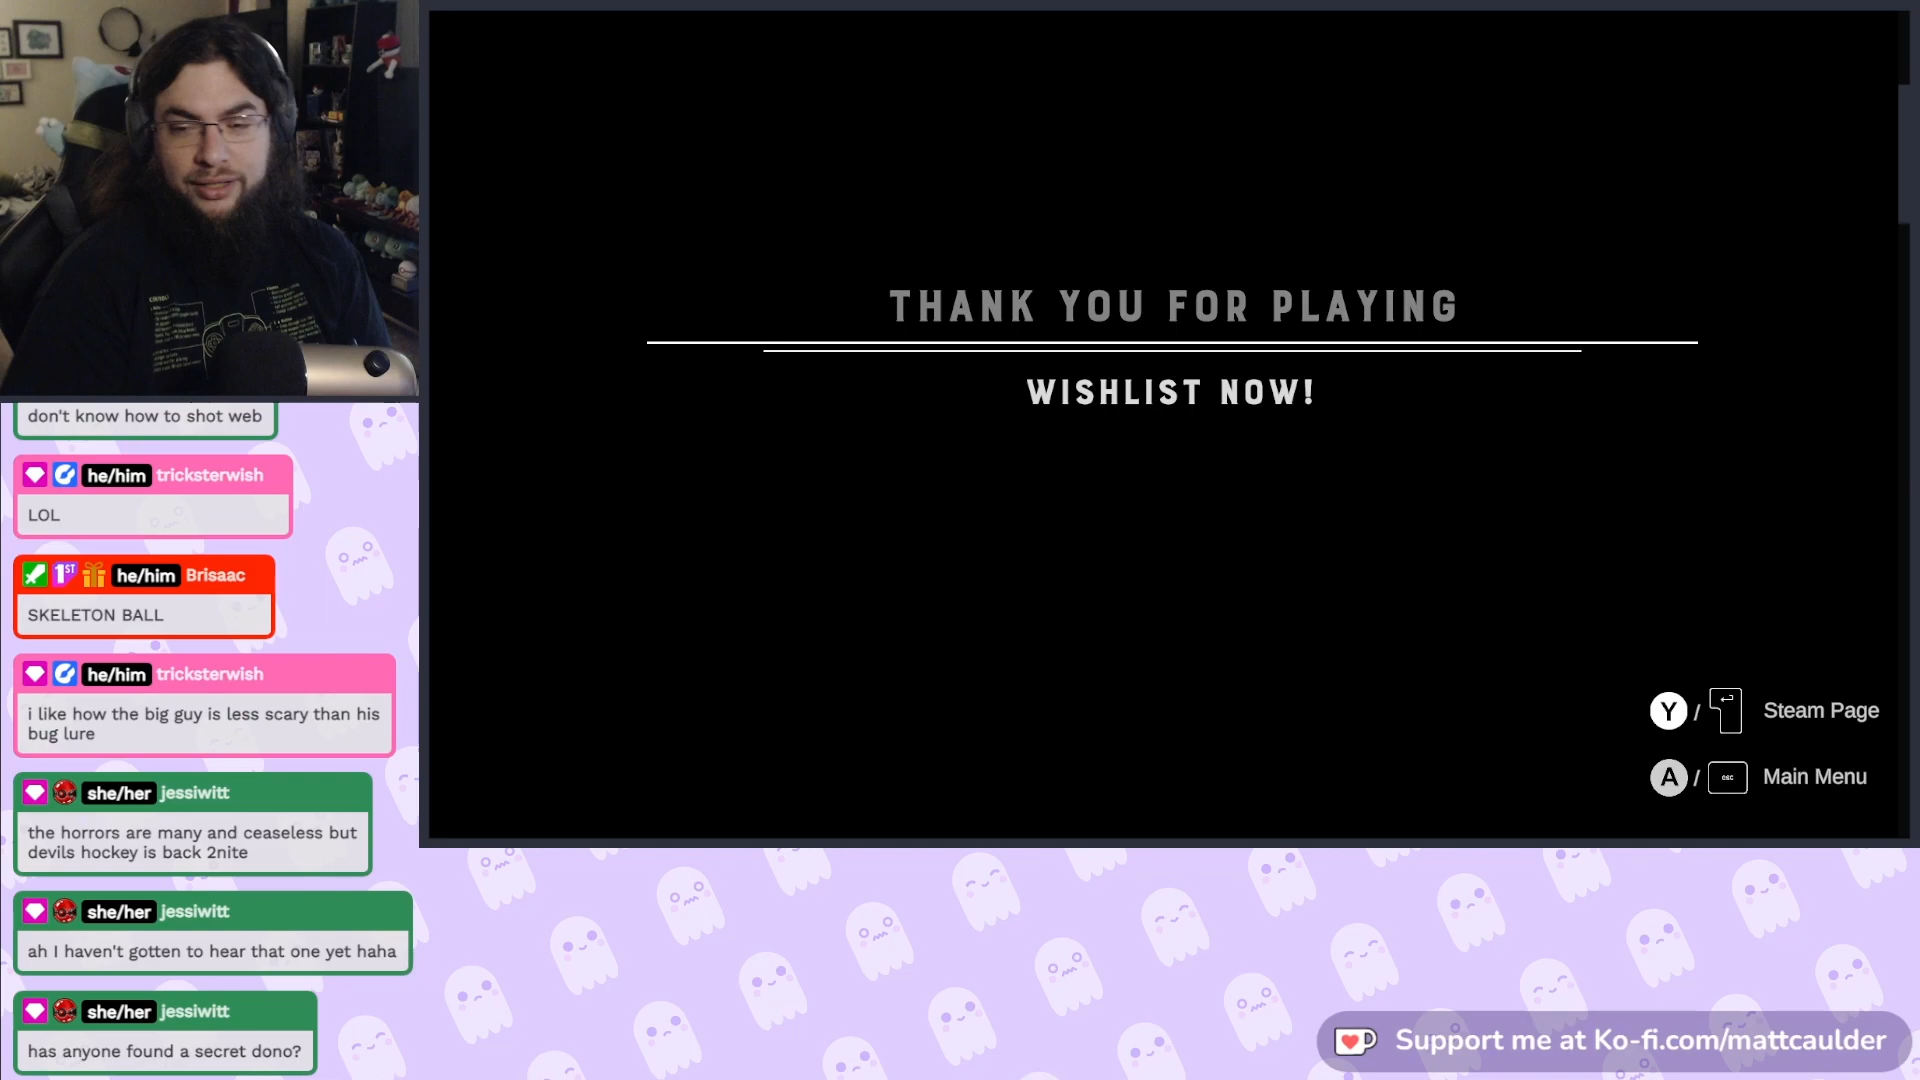 THANK YOU FOR PLAYING
WISHLIST NOW!
Y / Steam Page
A / esc Main Menu
don't know how to shot web
he/him tricksterwish
LOL
1ST he/him Brisaac
SKELETON BALL
he/him tricksterwish
i like how the big guy is less scary than his
bug lure
she/her jessiwitt
the horrors are many and ceaseless but
devils hockey is back 2nite
she/her jessiwitt
ah I haven't gotten to hear that one yet haha
she/her jessiwitt
has anyone found a secret dono?
Support me at Ko-fi.com/mattcaulder